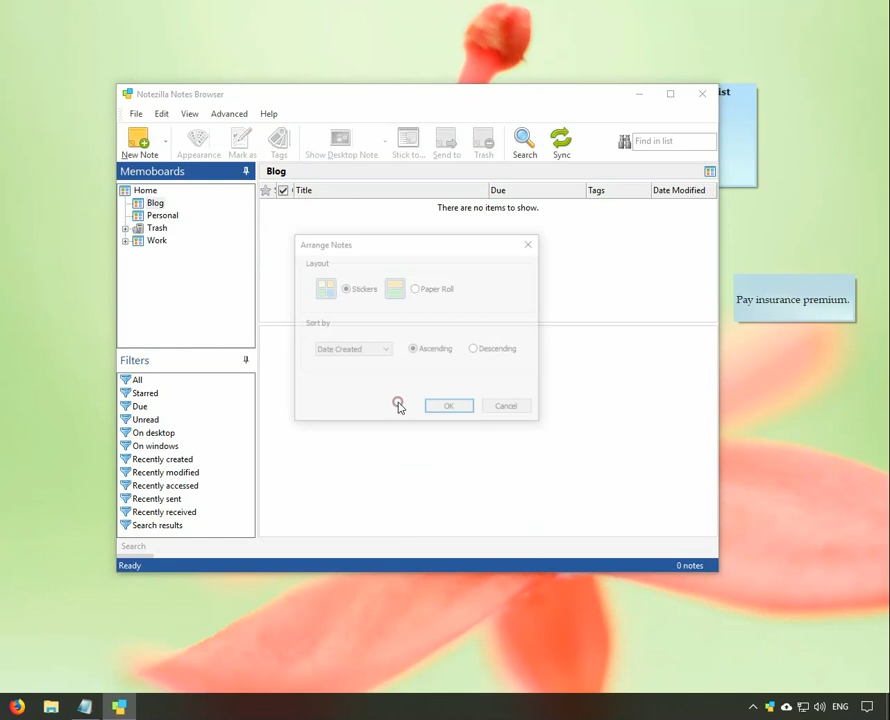 Notezilla Notes Browser
ist
File Edit View Advanced Help
New Note Appearance Mark as Tags Show Desktop Note Stick to... Send to Trash Search Sync Find in list
Memoboards
Blog
Home
Blog
Personal
Trash
Work
Title Due Tags Date Modified
There are no items to show.
Arrange Notes
Layout
Stickers Paper Roll
Sort by
Date Created Ascending Descending
OK Cancel
Pay insurance premium.
Filters
All
Starred
Due
Unread
On desktop
On windows
Recently created
Recently modified
Recently accessed
Recently sent
Recently received
Search results
Search
Ready 0 notes
ENG